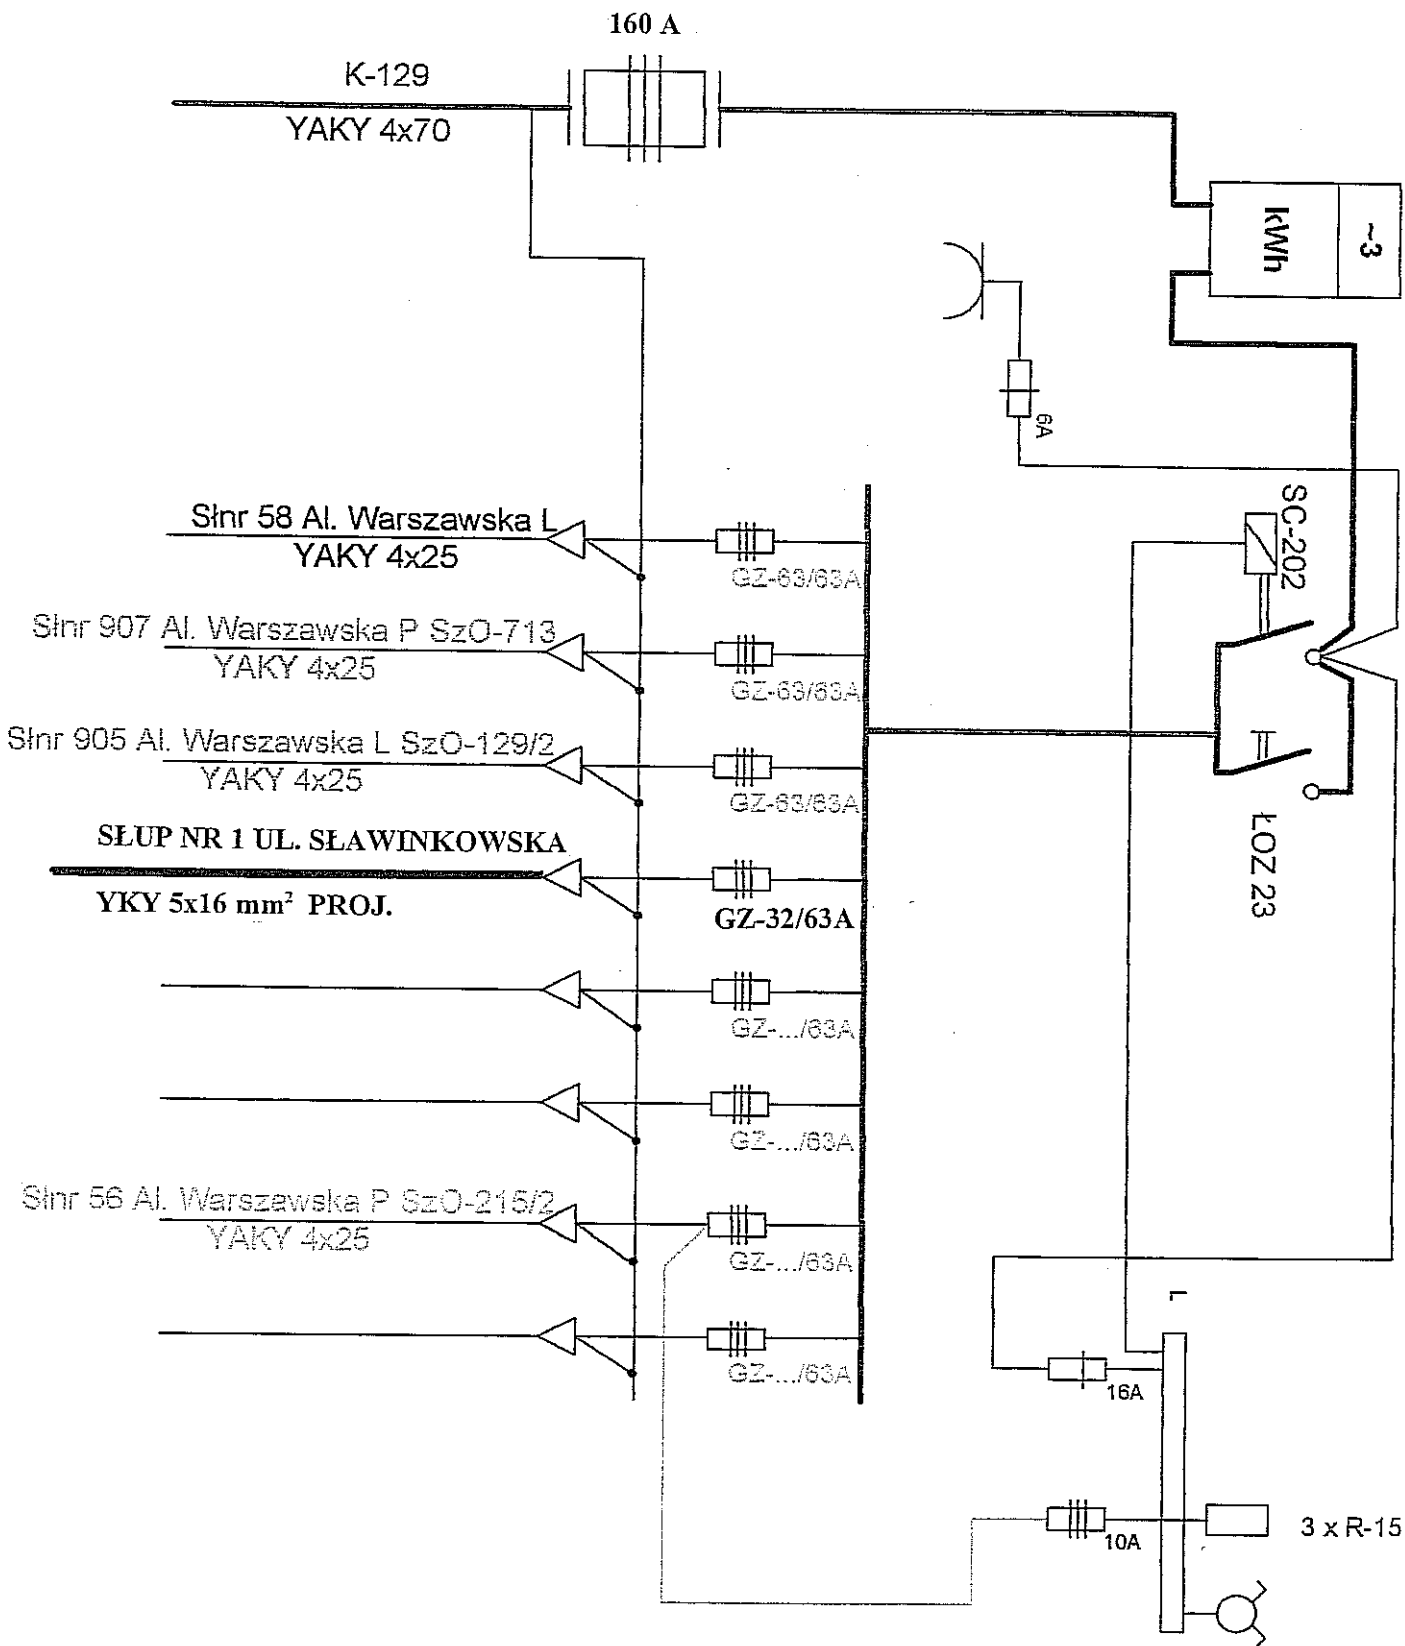 160 A
K-129
YAKY 4x70
~3
kWh
6A
SC-202
Słnr 58 Al. Warszawska L
YAKY 4x25
GZ-63/63A
Słnr 907 Al. Warszawska P SzO-713
YAKY 4x25
GZ-63/63A
Słnr 905 Al. Warszawska L SzO-129/2
YAKY 4x25
GZ-63/63A
ŁOZ 23
SŁUP NR 1 UL. SŁAWINKOWSKA
YKY 5x16 mm² PROJ.
GZ-32/63A
GZ-.../63A
GZ-.../63A
Słnr 56 Al. Warszawska P SzO-215/2
YAKY 4x25
GZ-.../63A
L
GZ-.../63A
16A
10A
3 x R-15